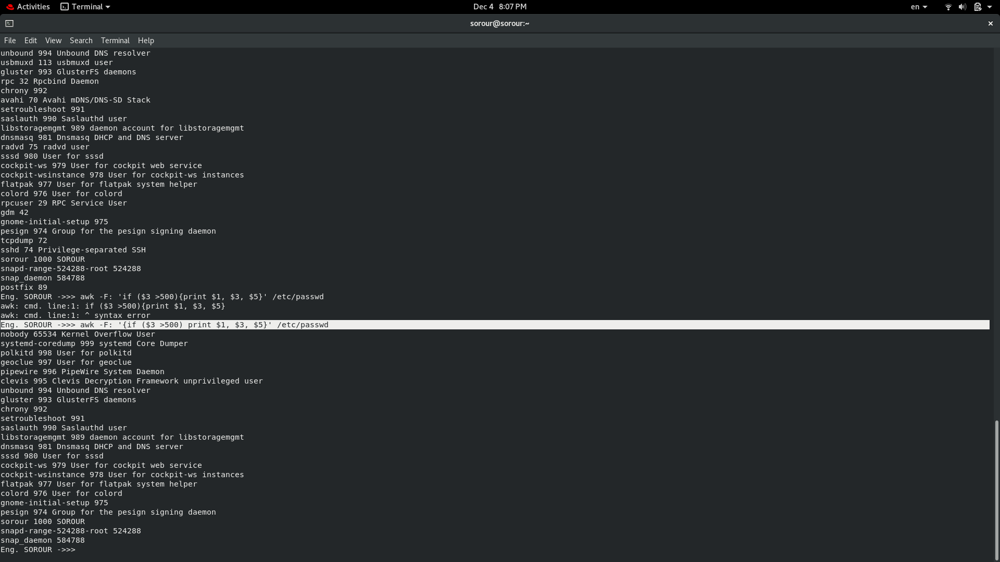 Activities Terminal Dec 4 8:07 PM en
sorour@sorour:~ ×
File Edit View Search Terminal Help
unbound 994 Unbound DNS resolver
usbmuxd 113 usbmuxd user
gluster 993 GlusterFS daemons
rpc 32 Rpcbind Daemon
chrony 992
avahi 70 Avahi mDNS/DNS-SD Stack
setroubleshoot 991
saslauth 990 Saslauthd user
libstoragemgmt 989 daemon account for libstoragemgmt
dnsmasq 981 Dnsmasq DHCP and DNS server
radvd 75 radvd user
sssd 980 User for sssd
cockpit-ws 979 User for cockpit web service
cockpit-wsinstance 978 User for cockpit-ws instances
flatpak 977 User for flatpak system helper
colord 976 User for colord
rpcuser 29 RPC Service User
gdm 42
gnome-initial-setup 975
pesign 974 Group for the pesign signing daemon
tcpdump 72
sshd 74 Privilege-separated SSH
sorour 1000 SOROUR
snapd-range-524288-root 524288
snap_daemon 584788
postfix 89
Eng. SOROUR ->>> awk -F: 'if ($3 >500){print $1, $3, $5}' /etc/passwd
awk: cmd. line:1: if ($3 >500){print $1, $3, $5}
awk: cmd. line:1: ^ syntax error
Eng. SOROUR ->>> awk -F: '{if ($3 >500) print $1, $3, $5}' /etc/passwd
nobody 65534 Kernel Overflow User
systemd-coredump 999 systemd Core Dumper
polkitd 998 User for polkitd
geoclue 997 User for geoclue
pipewire 996 PipeWire System Daemon
clevis 995 Clevis Decryption Framework unprivileged user
unbound 994 Unbound DNS resolver
gluster 993 GlusterFS daemons
chrony 992
setroubleshoot 991
saslauth 990 Saslauthd user
libstoragemgmt 989 daemon account for libstoragemgmt
dnsmasq 981 Dnsmasq DHCP and DNS server
sssd 980 User for sssd
cockpit-ws 979 User for cockpit web service
cockpit-wsinstance 978 User for cockpit-ws instances
flatpak 977 User for flatpak system helper
colord 976 User for colord
gnome-initial-setup 975
pesign 974 Group for the pesign signing daemon
sorour 1000 SOROUR
snapd-range-524288-root 524288
snap_daemon 584788
Eng. SOROUR ->>>